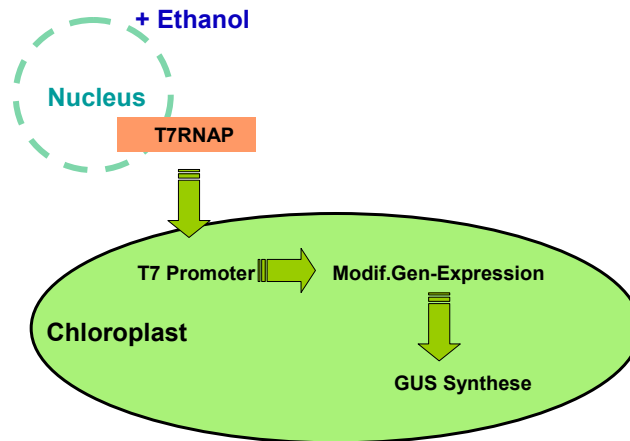 + Ethanol
Nucleus
T7RNAP
T7 Promoter
Modif.Gen-Expression
Chloroplast
GUS Synthese